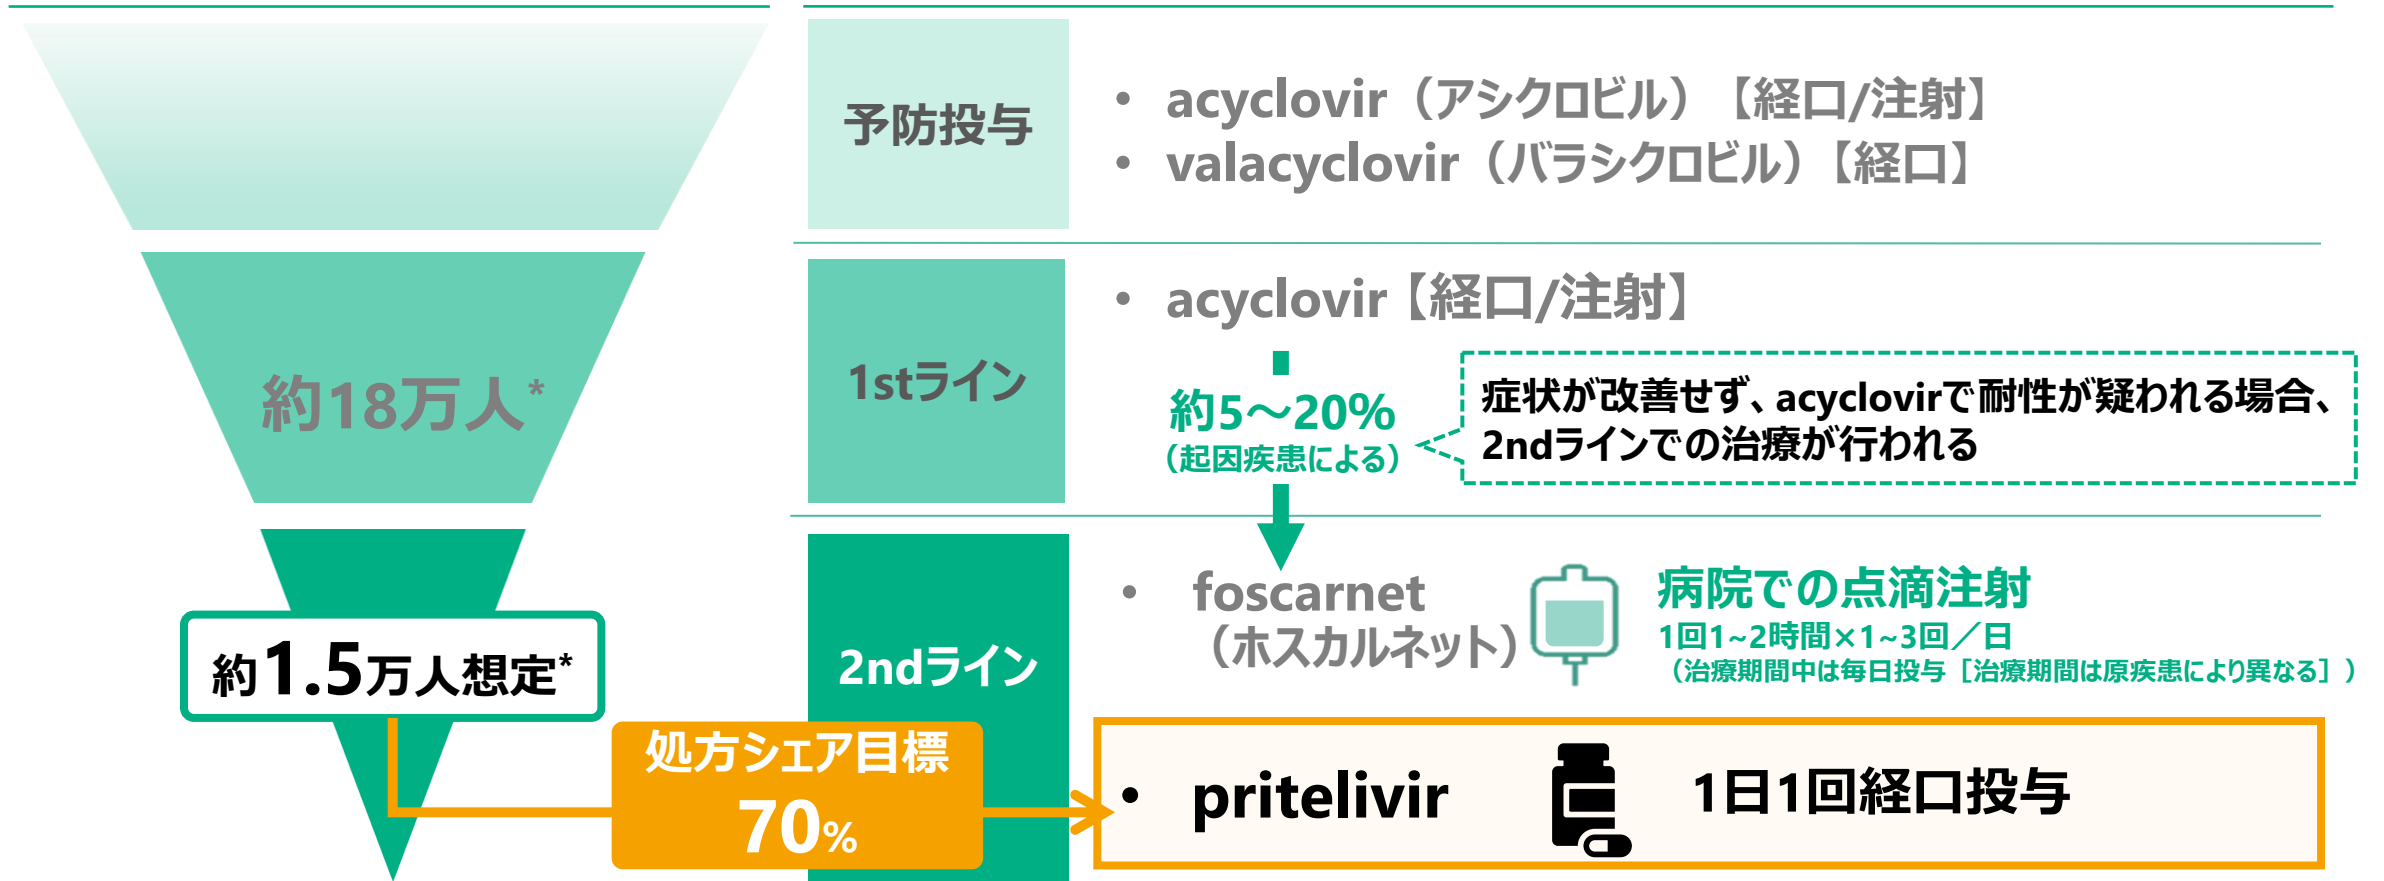 予防投与
• acyclovir（アシクロビル）【経口/注射】
• valacyclovir（バラシクロビル）【経口】
約18万人*
1stライン
• acyclovir【経口/注射】
約5～20%
（起因疾患による）
症状が改善せず、acyclovirで耐性が疑われる場合、
2ndラインでの治療が行われる
約1.5万人想定*
2ndライン
• foscarnet
（ホスカルネット）
病院での点滴注射
1回1~2時間×1~3回／日
（治療期間中は毎日投与［治療期間は原疾患により異なる］）
処方シェア目標
70%
• pritelivir
1日1回経口投与